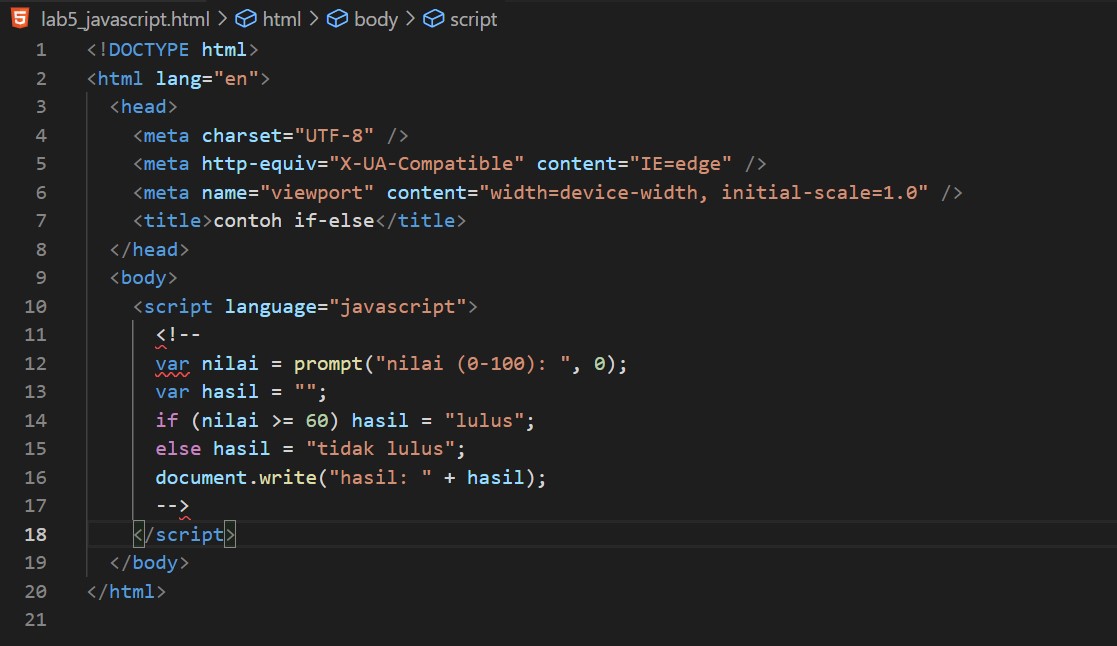 lab5_javascript.html > html > body > script
1 <!DOCTYPE html>
2 <html lang="en">
3 <head>
4 <meta charset="UTF-8" />
5 <meta http-equiv="X-UA-Compatible" content="IE=edge" />
6 <meta name="viewport" content="width=device-width, initial-scale=1.0" />
7 <title>contoh if-else</title>
8 </head>
9 <body>
10 <script language="javascript">
11 <!--
12 var nilai = prompt("nilai (0-100): ", 0);
13 var hasil = "";
14 if (nilai >= 60) hasil = "lulus";
15 else hasil = "tidak lulus";
16 document.write("hasil: " + hasil);
17 -->
18 </script>
19 </body>
20 </html>
21